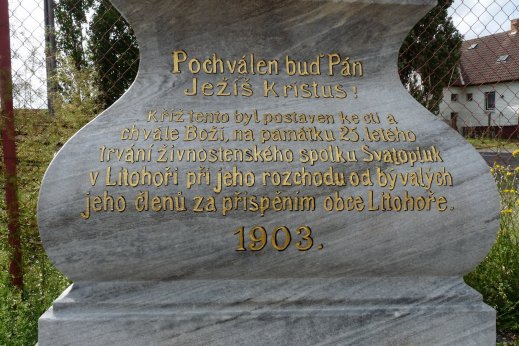 Pochválen buď Pán
Ježíš Kristus!
Kříž tento byl postaven ke cti a
chvále Boží, na památku 25. letého
trvání živnostenského spolku Svatopluk
v Litohoři při jeho rozchodu od bývalých
jeho členů za přispěním obce Litohoře.
1903.